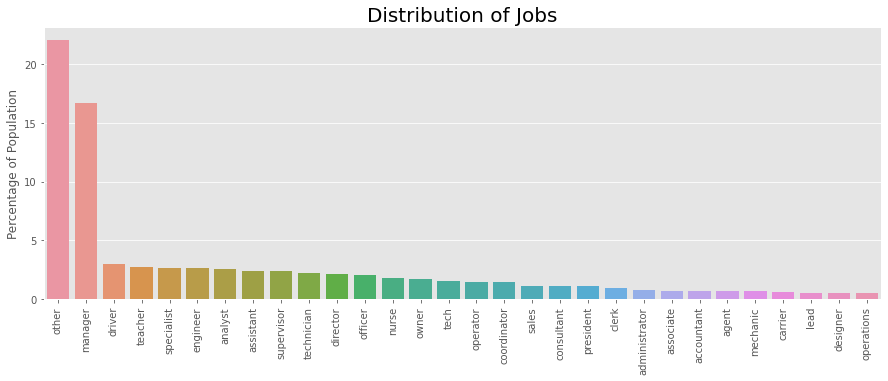 Distribution of Jobs
Percentage of Population
20
15
10
5
0
other
manager
driver
teacher
specialist
engineer
analyst
assistant
supervisor
technician
director
officer
nurse
owner
tech
operator
coordinator
sales
consultant
president
clerk
administrator
associate
accountant
agent
mechanic
carrier
lead
designer
operations